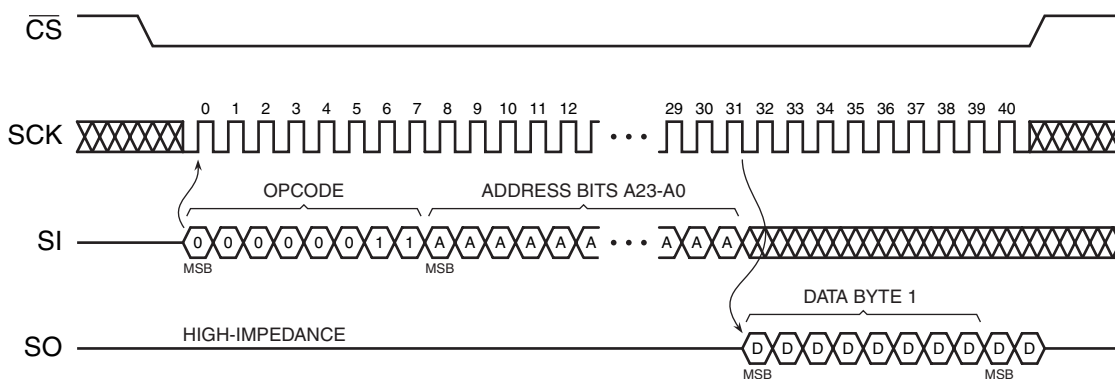 CS
0 1 2 3 4 5 6 7 8 9 10 11 12 29 30 31 32 33 34 35 36 37 38 39 40
SCK
OPCODE ADDRESS BITS A23-A0
SI 0 0 0 0 0 0 1 1 A A A A A A • • • A A A
MSB MSB
DATA BYTE 1
HIGH-IMPEDANCE
SO D D D D D D D D D D
MSB MSB